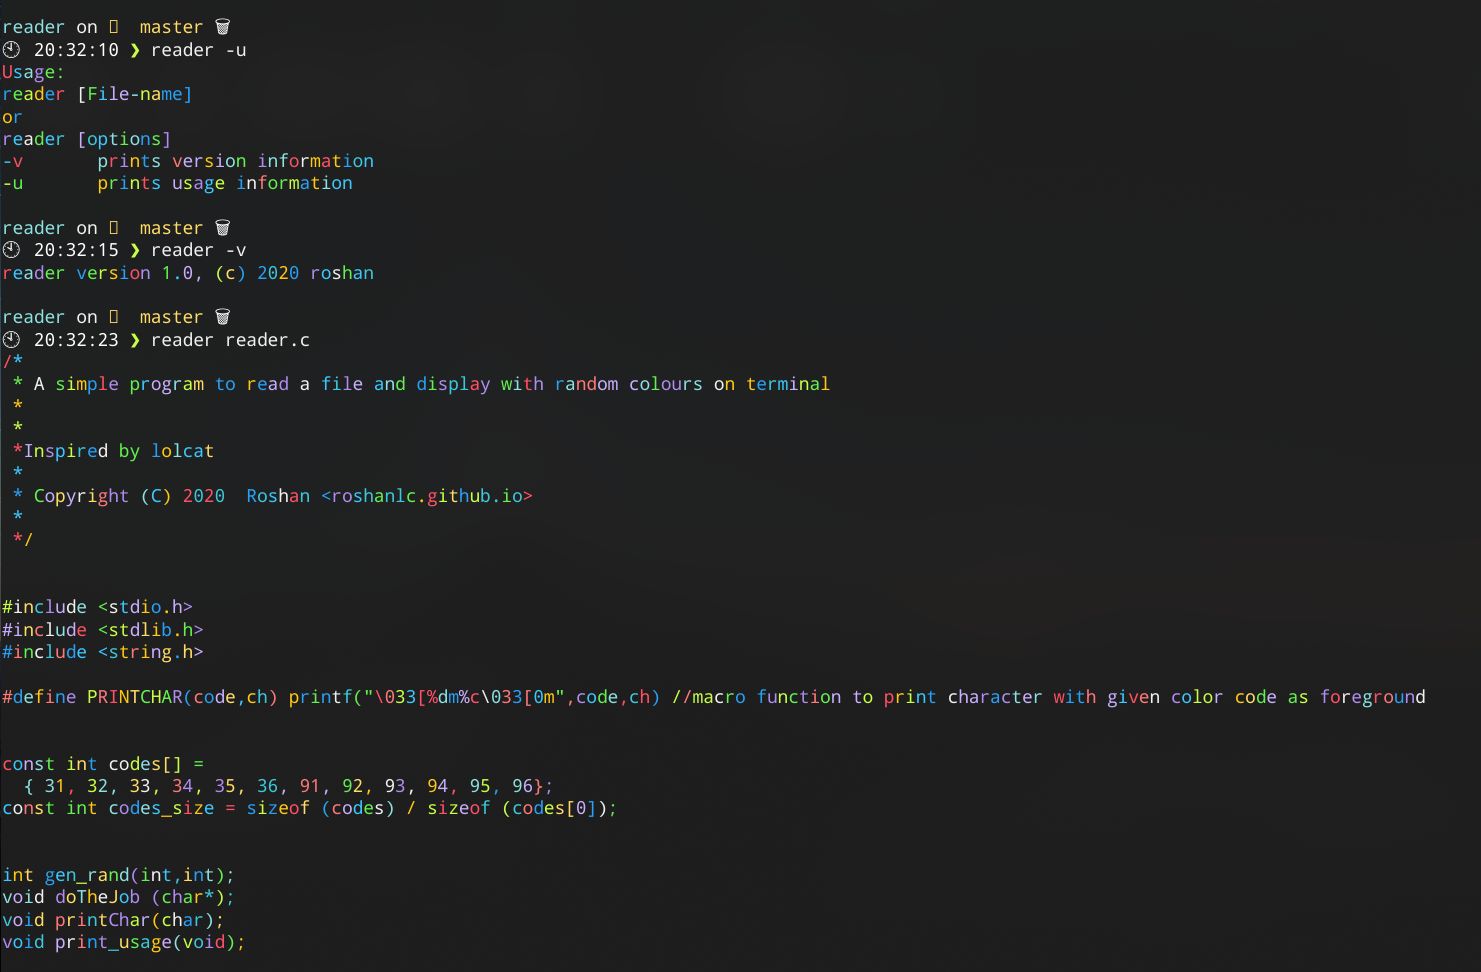 reader on master
20:32:10 ❯ reader -u
Usage:
reader [File-name]
or
reader [options]
-v       prints version information
-u       prints usage information
reader on master
20:32:15 ❯ reader -v
reader version 1.0, (c) 2020 roshan
reader on master
20:32:23 ❯ reader reader.c
/*
 * A simple program to read a file and display with random colours on terminal
 *
 *
 *Inspired by lolcat
 *
 * Copyright (C) 2020  Roshan <roshanlc.github.io>
 *
 */
#include <stdio.h>
#include <stdlib.h>
#include <string.h>
#define PRINTCHAR(code,ch) printf("\033[%dm%c\033[0m",code,ch) //macro function to print character with given color code as foreground
const int codes[] =
  { 31, 32, 33, 34, 35, 36, 91, 92, 93, 94, 95, 96};
const int codes_size = sizeof (codes) / sizeof (codes[0]);
int gen_rand(int,int);
void doTheJob (char*);
void printChar(char);
void print_usage(void);